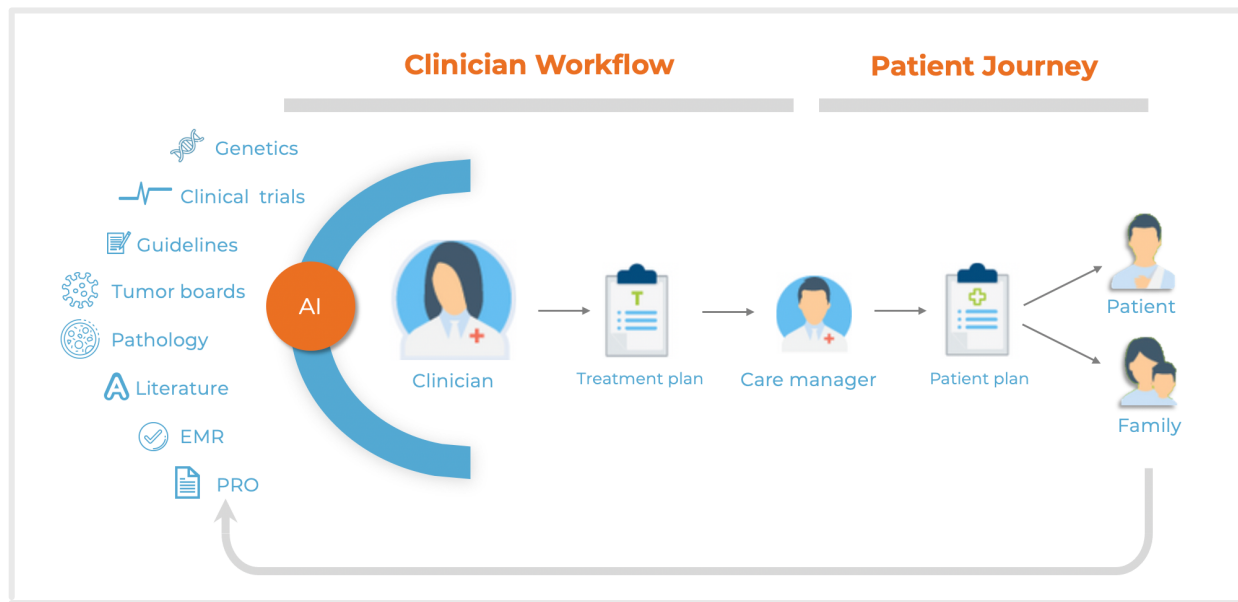 Clinician Workflow
Patient Journey
Genetics
Clinical trials
Guidelines
Tumor boards
Pathology
Literature
EMR
PRO
AI
Clinician
T
Treatment plan
Care manager
Patient plan
Patient
Family